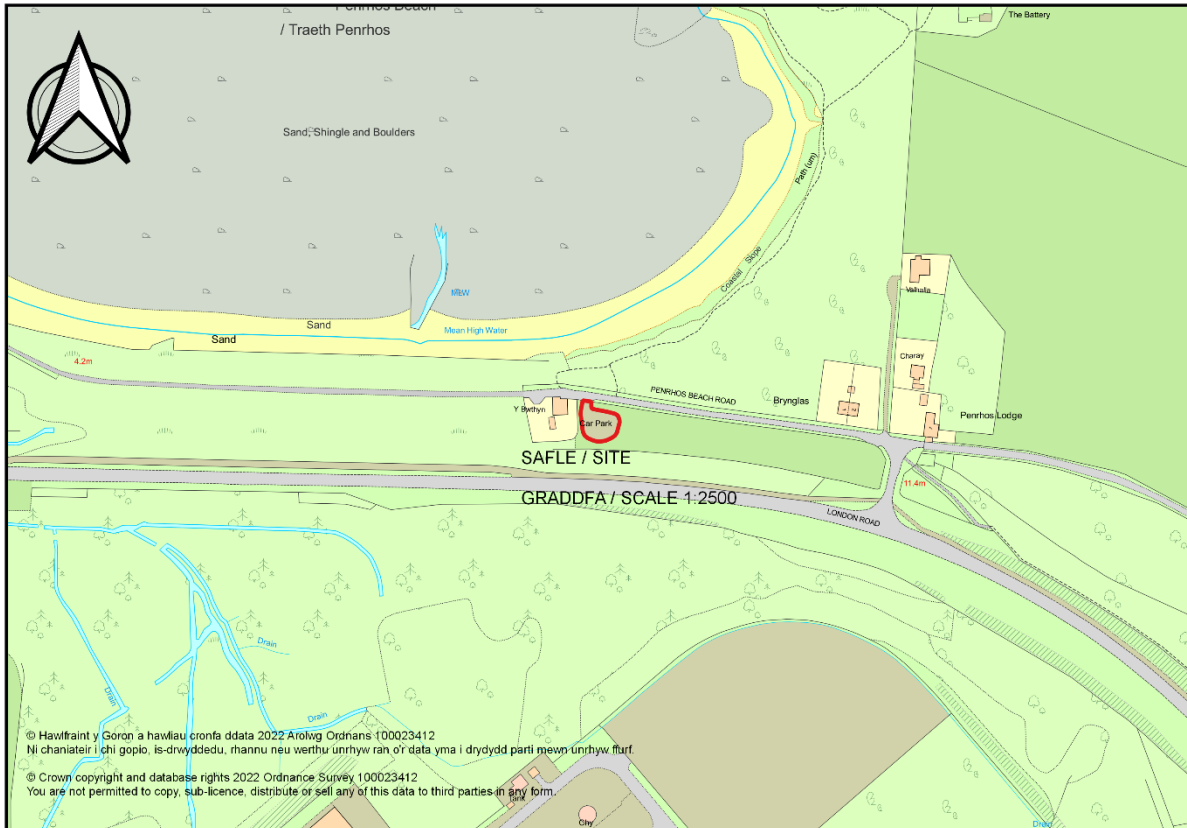 Penrhos Beach
/ Traeth Penrhos
The Battery
Sand, Shingle and Boulders
Path (um)
Coastal Slope
MLW
Mean High Water
Sand
Sand
4.2m
Valhalla
Charay
PENRHOS BEACH ROAD
Brynglas
Penrhos Lodge
Y Bwthyn
Car Park
SAFLE / SITE
11.4m
GRADDFA / SCALE 1:2500
LONDON ROAD
Drain
Drain
Drain
© Hawlfraint y Goron a hawliau cronfa ddata 2022 Arolwg Ordnans 100023412
Ni chaniateir i chi gopio, is-drwyddedu, rhannu neu werthu unrhyw ran o'r data yma i drydydd parti mewn unrhyw ffurf.
© Crown copyright and database rights 2022 Ordnance Survey 100023412
You are not permitted to copy, sub-licence, distribute or sell any of this data to third parties in any form.
Tank
Chy
Drain